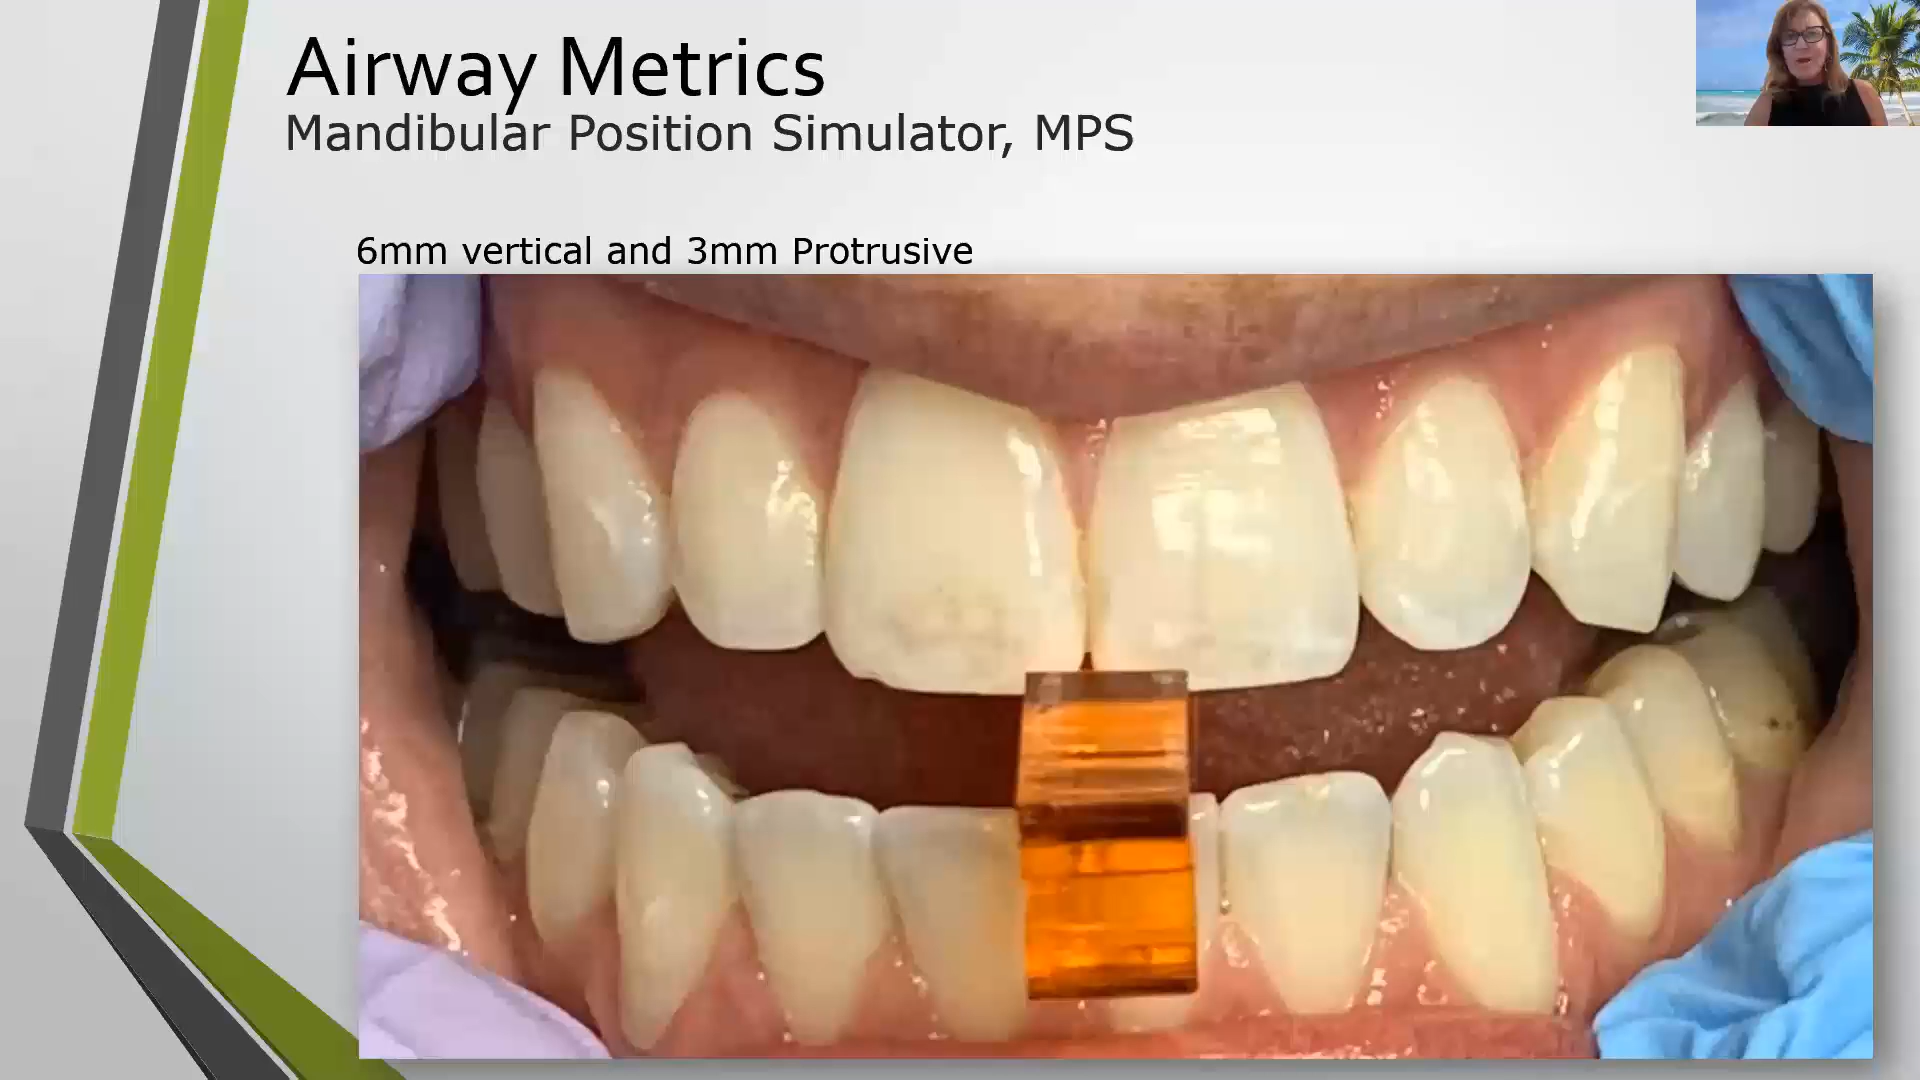 Airway Metrics
Mandibular Position Simulator, MPS
6mm vertical and 3mm Protrusive